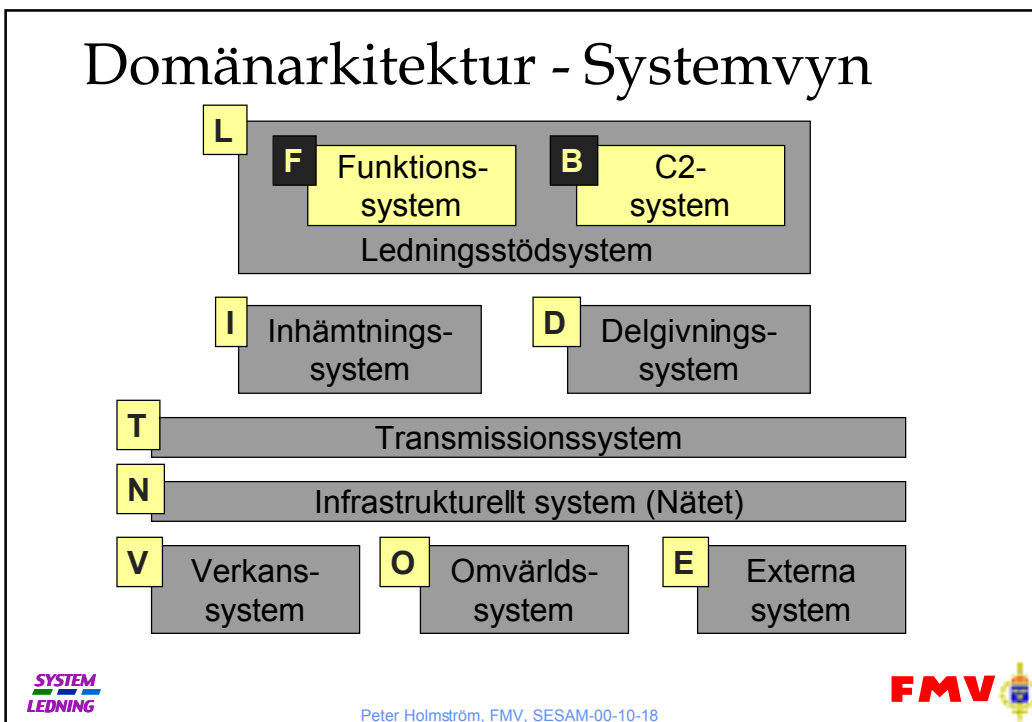 Domänarkitektur - Systemvyn
L
F
Funktions-
system
B
C2-
system
Ledningsstödsystem
I
Inhämtnings-
system
D
Delgivnings-
system
T
Transmissionssystem
N
Infrastrukturellt system (Nätet)
V
Verkans-
system
O
Omvärlds-
system
E
Externa
system
SYSTEM
LEDNING
Peter Holmström, FMV, SESAM-00-10-18
FMV